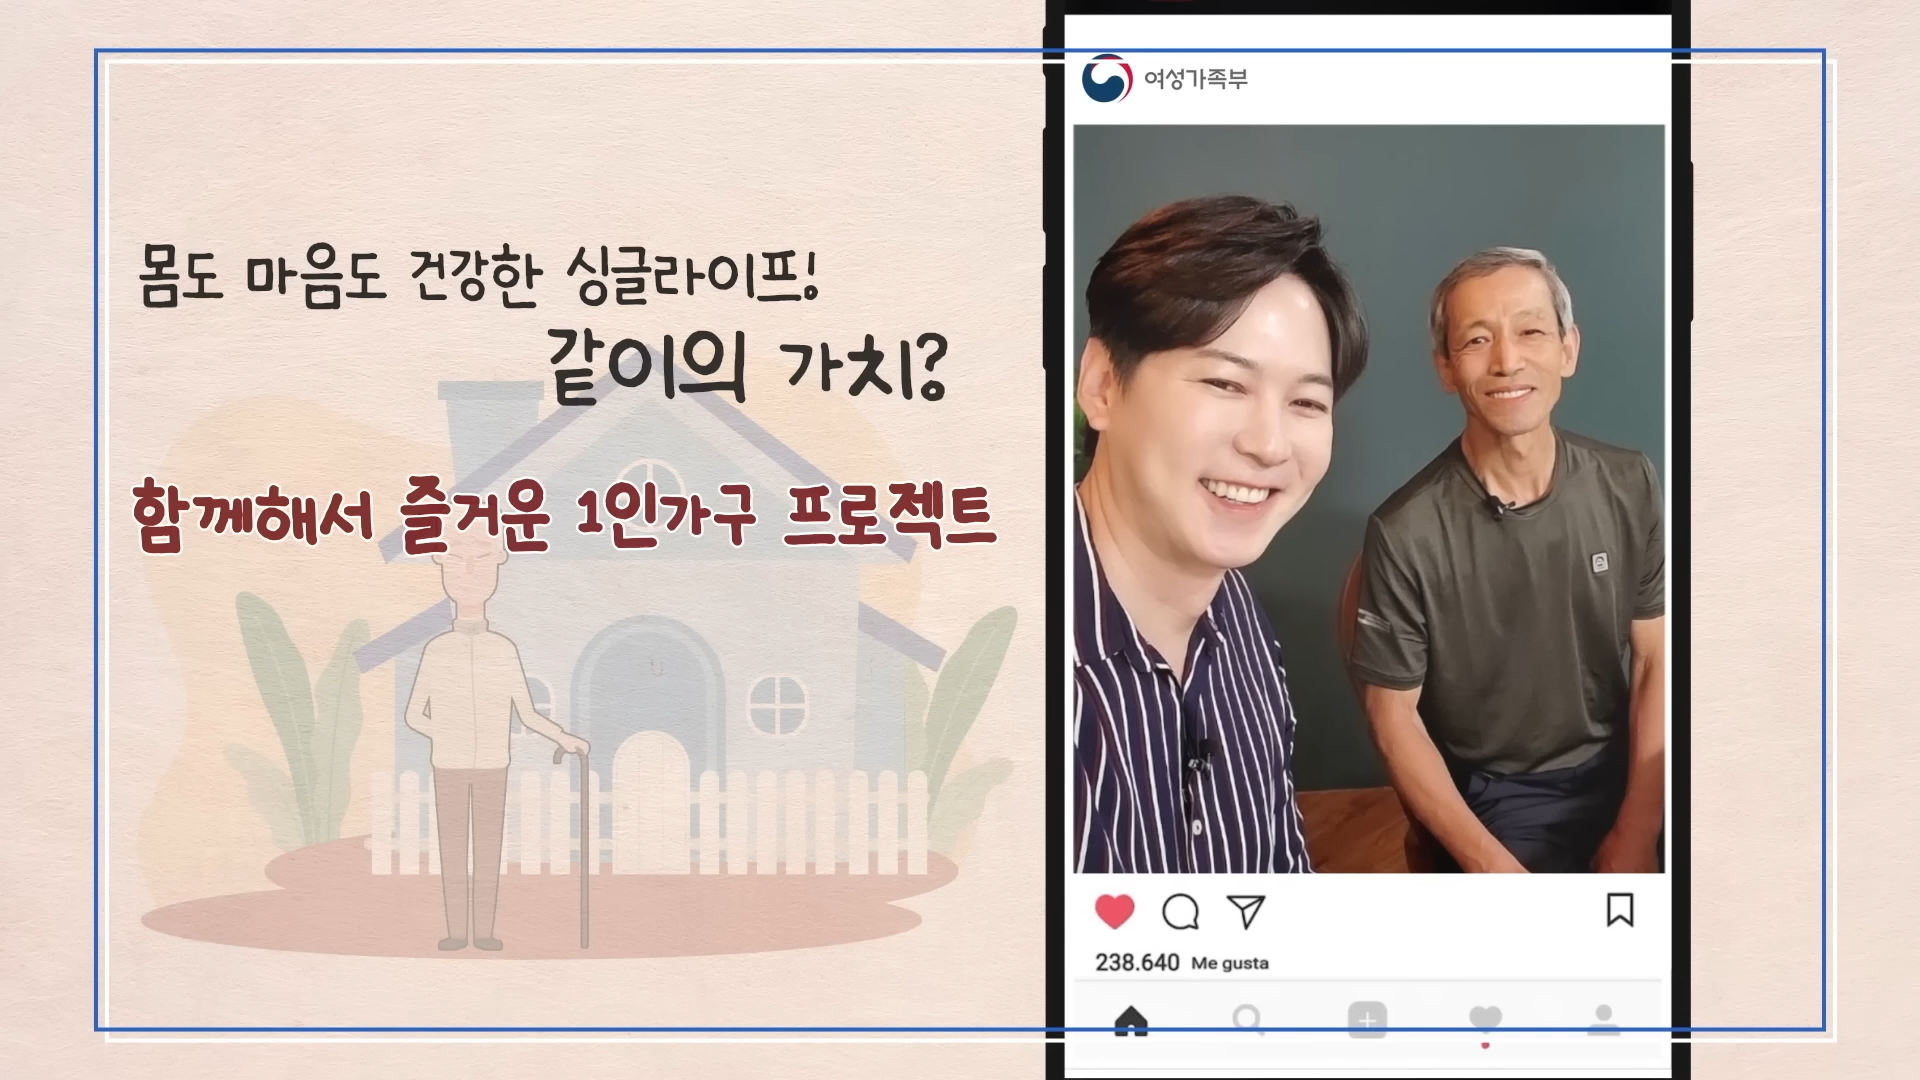 몸도 마음도 건강한 싱글라이프!
같이의 가치?
함께해서 즐거운 1인가구 프로젝트
여성가족부
238.640 Me gusta